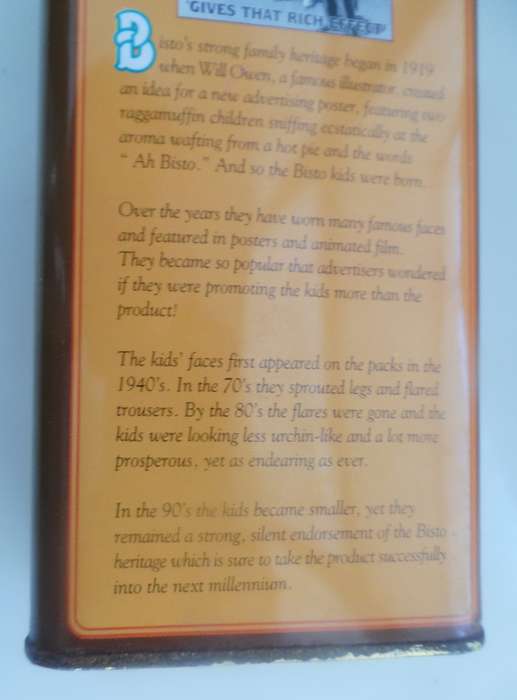 'GIVES THAT RICH EFFECT'
Bisto's strong family heritage began in 1919
when Will Owen, a famous illustrator, created
an idea for a new advertising poster, featuring two
raggamuffin children sniffing ecstatically at the
aroma wafting from a hot pie and the words
“ Ah Bisto.” And so the Bisto kids were born.
Over the years they have worn many famous faces
and featured in posters and animated film.
They became so popular that advertisers wondered
if they were promoting the kids more than the
product!
The kids' faces first appeared on the packs in the
1940's. In the 70's they sprouted legs and flared
trousers. By the 80's the flares were gone and the
kids were looking less urchin-like and a lot more
prosperous, yet as endearing as ever.
In the 90's the kids became smaller, yet they
remained a strong, silent endorsement of the Bisto
heritage which is sure to take the product successfully
into the next millennium.